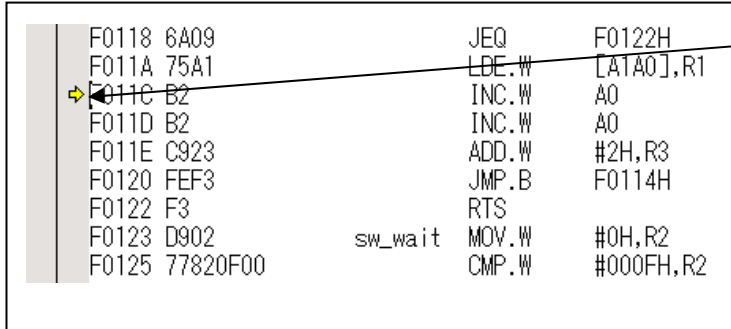 F0118 6A09 JEQ F0122H
F011A 75A1 LDE.W [A1A0],R1
F011C B2 INC.W A0
F011D B2 INC.W A0
F011E C923 ADD.W #2H,R3
F0120 FEF3 JMP.B F0114H
F0122 F3 RTS
F0123 D902 sw_wait MOV.W #0H,R2
F0125 77820F00 CMP.W #000FH,R2